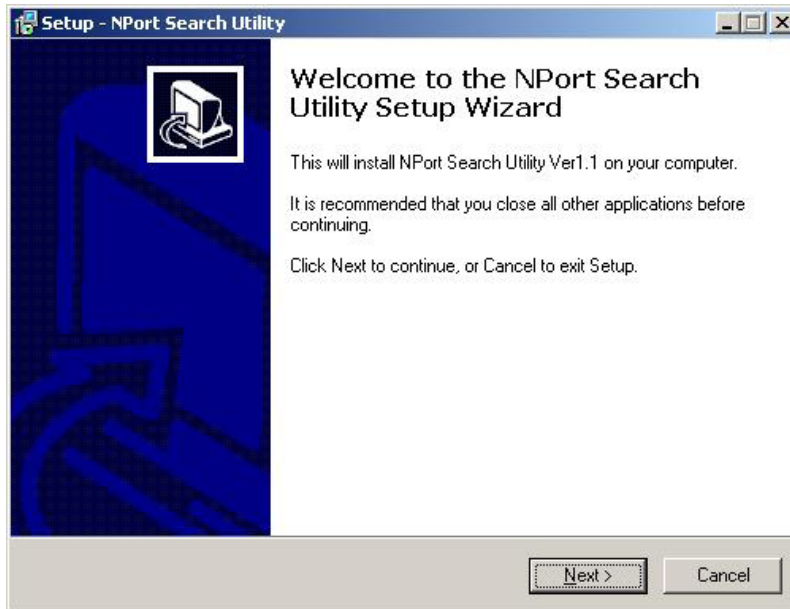 Setup - NPort Search Utility
Welcome to the NPort Search
Utility Setup Wizard
This will install NPort Search Utility Ver1.1 on your computer.
It is recommended that you close all other applications before
continuing.
Click Next to continue, or Cancel to exit Setup.
Next >
Cancel